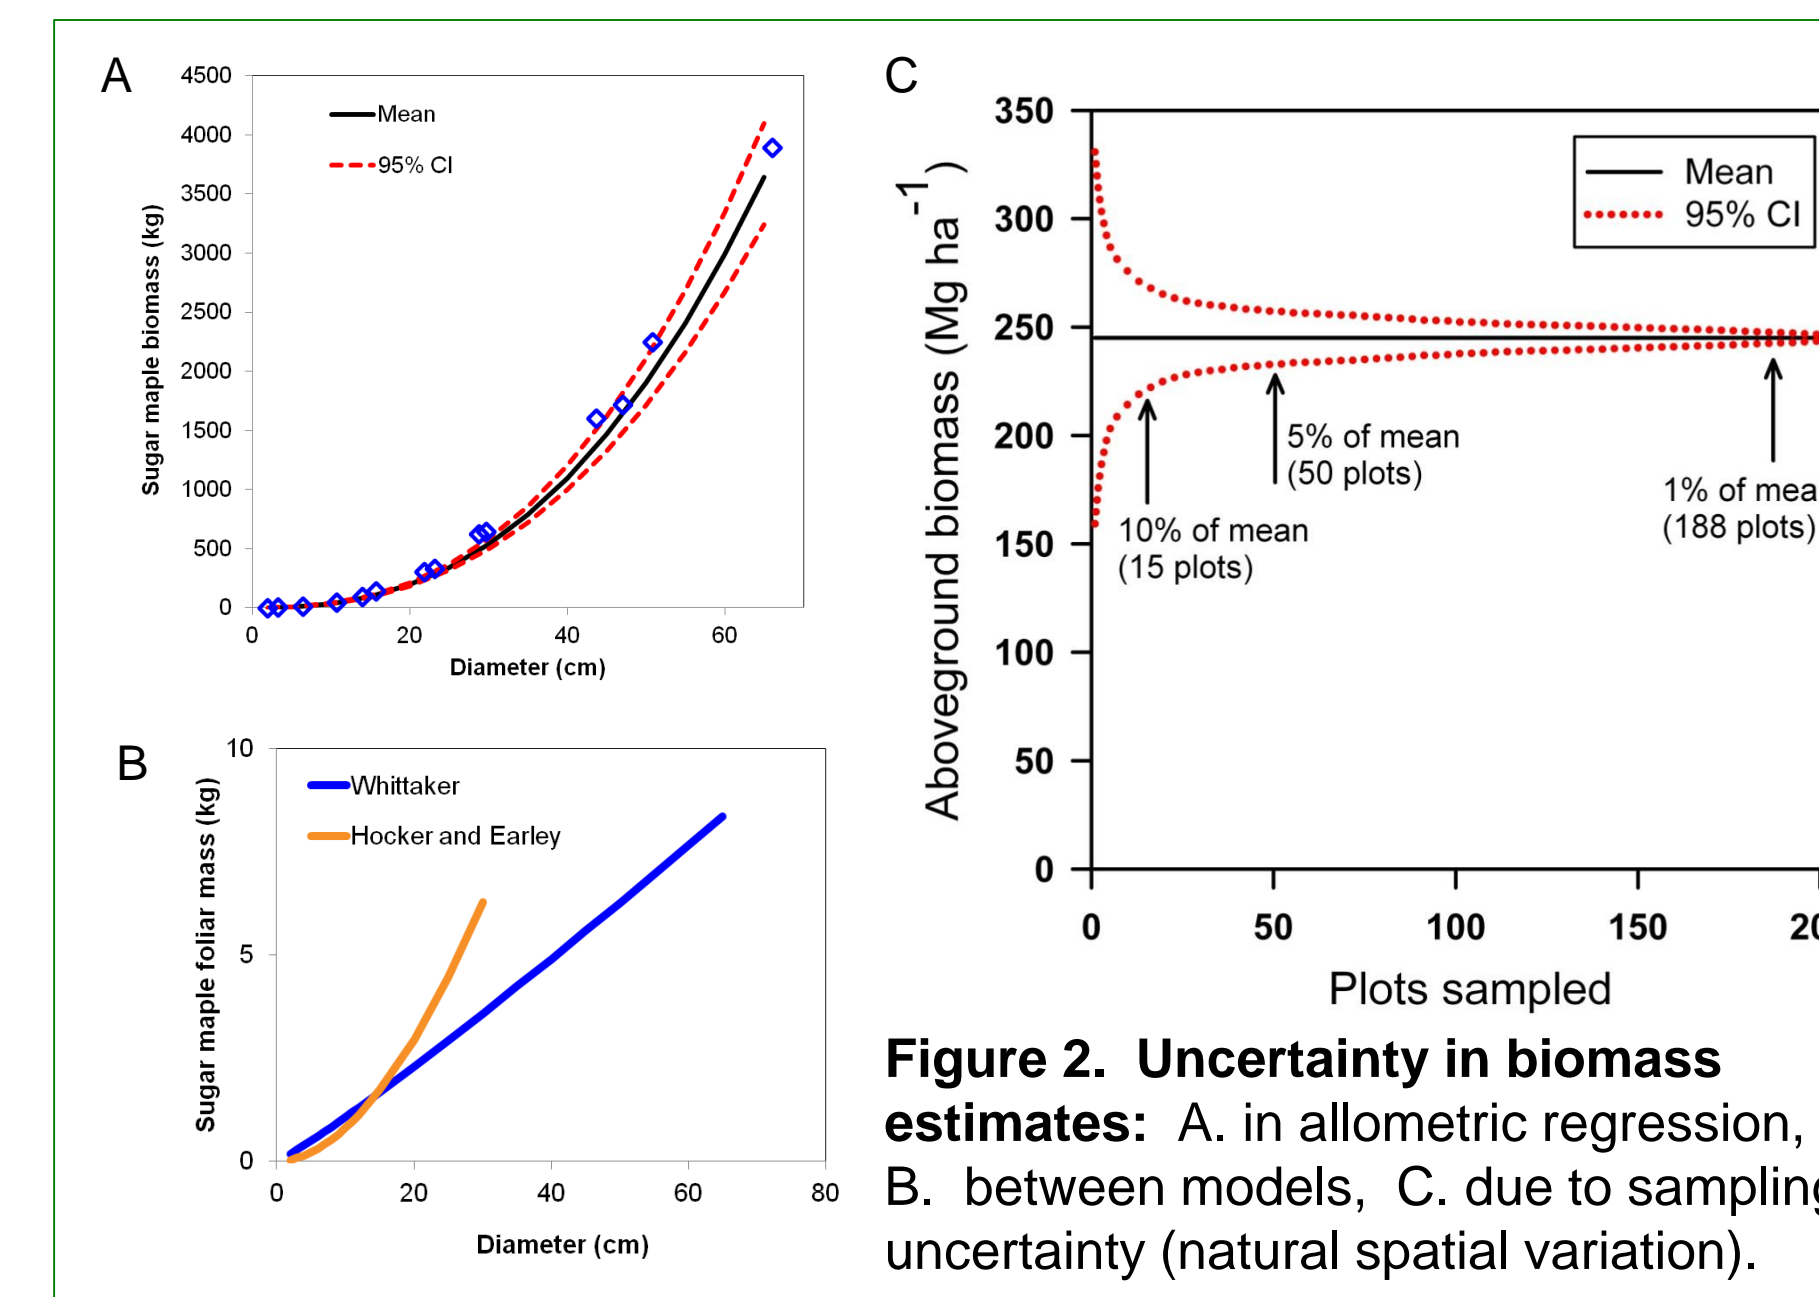 A
4500
4000
3500
3000
2500
2000
1500
1000
500
0
0 20 40 60
Mean
95% CI
Sugar maple biomass (kg)
Diameter (cm)
B
10
5
0
0 20 40 60 80
Whittaker
Hocker and Earley
Sugar maple foliar mass (kg)
Diameter (cm)
C
350
300
250
200
150
100
50
0
0 50 100 150 20
Mean
95% CI
Aboveground biomass (Mg ha⁻¹)
10% of mean
(15 plots)
5% of mean
(50 plots)
1% of mea
(188 plots)
Plots sampled
Figure 2. Uncertainty in biomass
estimates: A. in allometric regression,
B. between models, C. due to sampling
uncertainty (natural spatial variation).